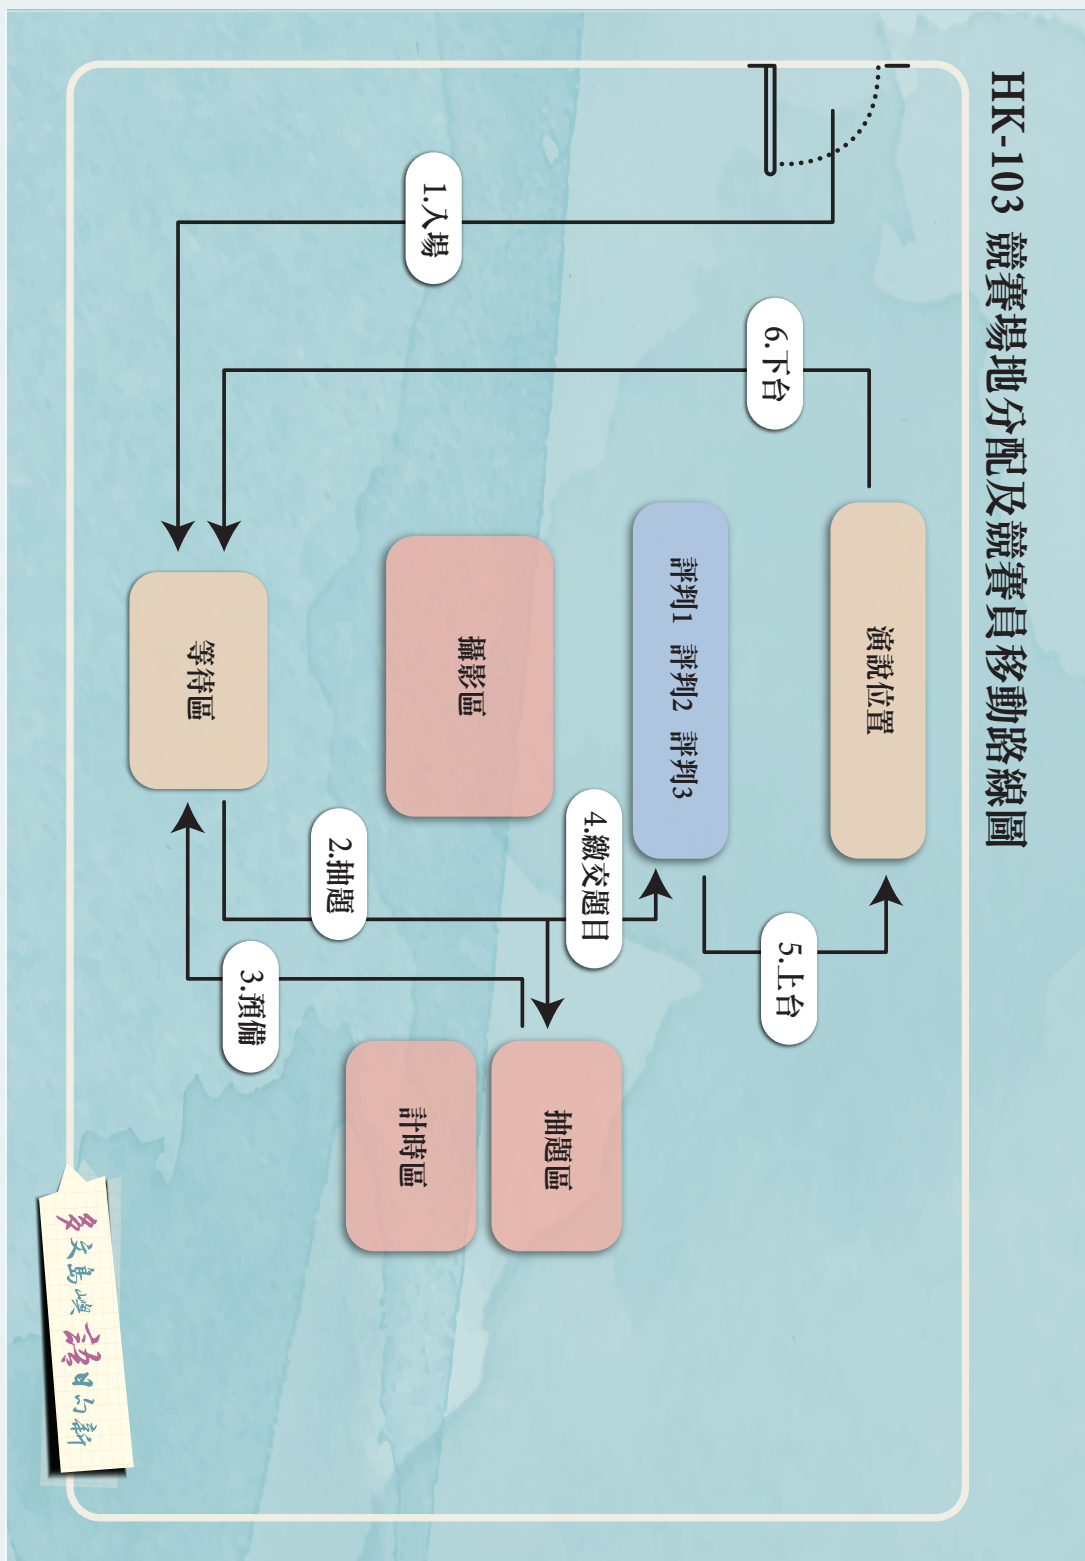 HK-103 競賽場地分配及競賽員移動路線圖
演說位置
評判1 評判2 評判3
攝影區
等待區
抽題區
計時區
1.入場
2.抽題
3.預備
4.繳交題目
5.上台
6.下台
多文島嶼 語日的新